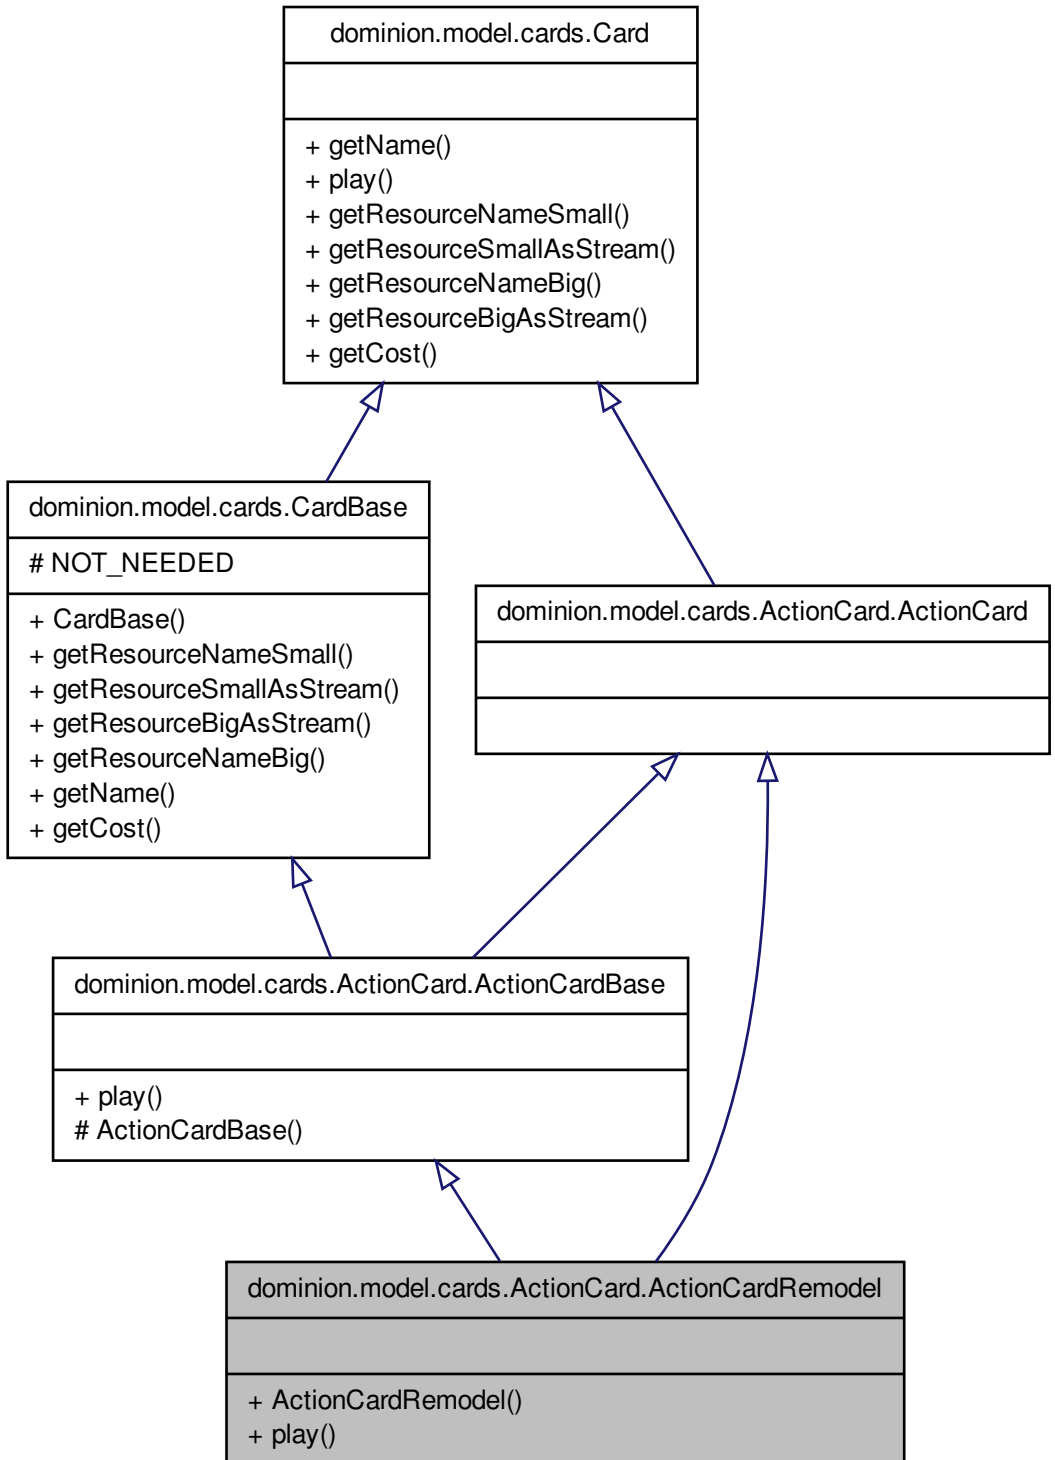 dominion.model.cards.Card
+ getName()
+ play()
+ getResourceNameSmall()
+ getResourceSmallAsStream()
+ getResourceNameBig()
+ getResourceBigAsStream()
+ getCost()
dominion.model.cards.CardBase
# NOT_NEEDED
+ CardBase()
+ getResourceNameSmall()
+ getResourceSmallAsStream()
+ getResourceBigAsStream()
+ getResourceNameBig()
+ getName()
+ getCost()
dominion.model.cards.ActionCard.ActionCard
dominion.model.cards.ActionCard.ActionCardBase
+ play()
# ActionCardBase()
dominion.model.cards.ActionCard.ActionCardRemodel
+ ActionCardRemodel()
+ play()